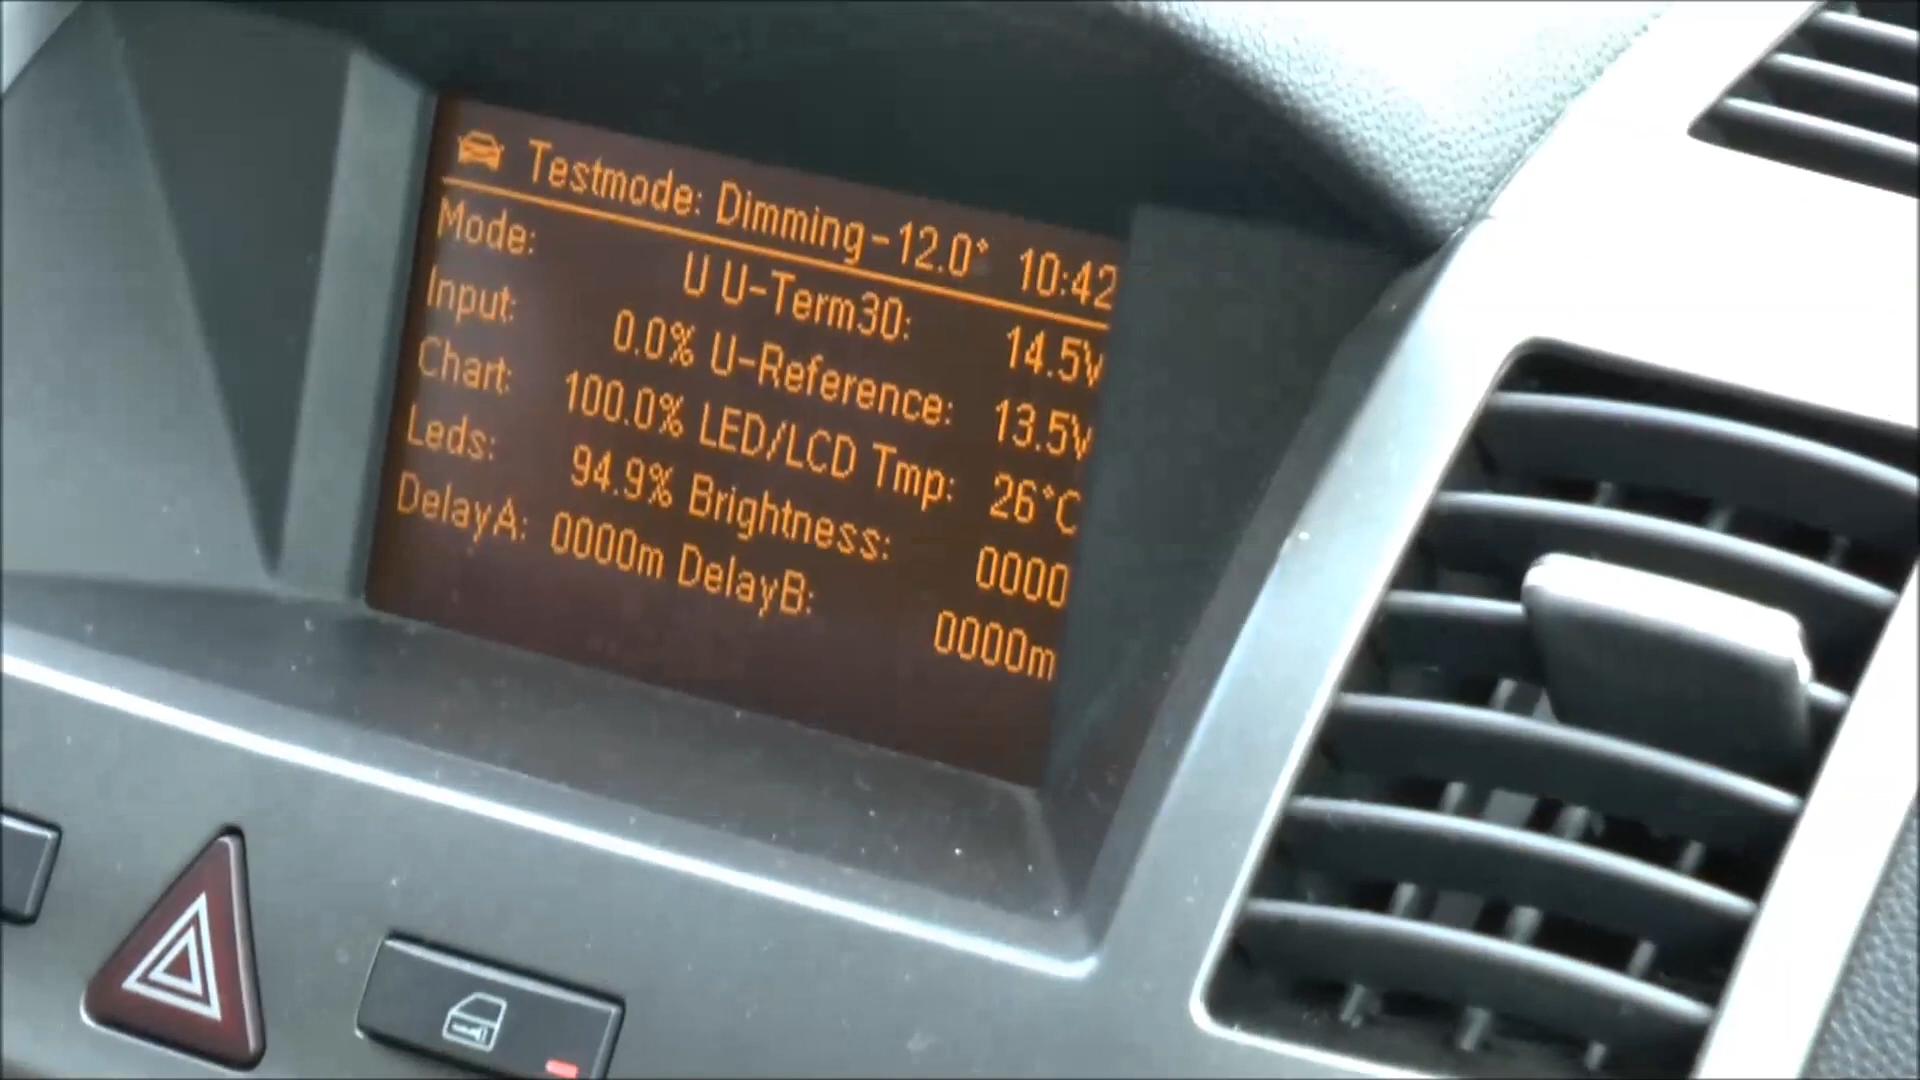 Testmode: Dimming -12.0° 10:42
Mode: U U-Term30: 14.5V
Input: 0.0% U-Reference: 13.5V
Chart: 100.0% LED/LCD Tmp: 26°C
Leds: 94.9% Brightness: 0000
DelayA: 0000m DelayB: 0000m